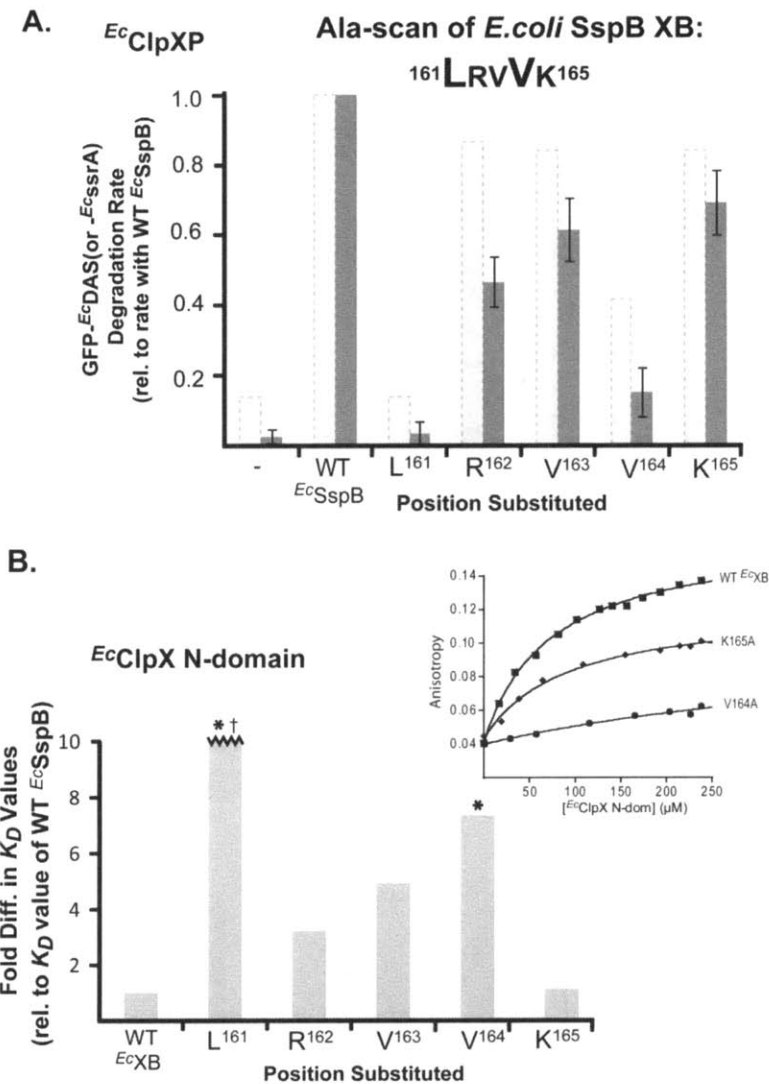 A.
EcClpXP
Ala-scan of E.coli SspB XB:
161LRVVK165
GFP-EcDAS(or -EcssrA)
Degradation Rate
(rel. to rate with WT EcSspB)
1.0
0.8
0.6
0.4
0.2
-
WT
EcSspB
L161
R162
V163
V164
K165
Position Substituted
B.
EcClpX N-domain
Fold Diff. in KD Values
(rel. to KD value of WT EcSspB)
10
8
6
4
2
* †
*
WT
EcXB
L161
R162
V163
V164
K165
Position Substituted
Anisotropy
0.14
0.12
0.10
0.08
0.06
0.04
WT EcXB
K165A
V164A
50
100
150
200
250
[EcClpX N-dom] (µM)